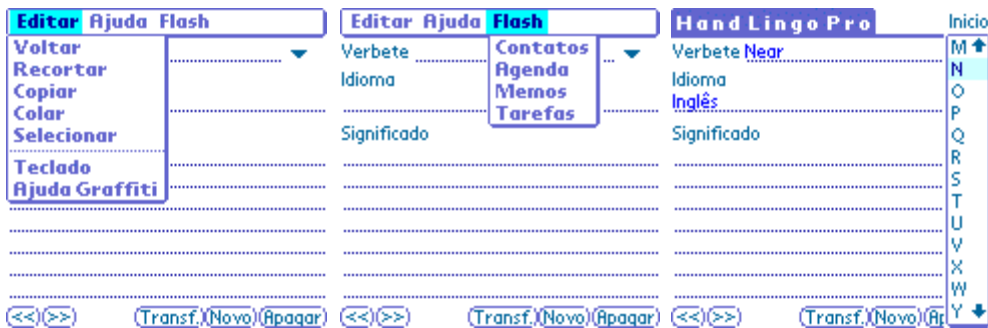 Editar Ajuda Flash
Voltar
Recortar
Copiar
Colar
Selecionar
Teclado
Ajuda Graffiti
<<
>>
Transf.
Novo
Apagar
Editar Ajuda Flash
Verbete
Contatos
Agenda
Memos
Tarefas
Idioma
Significado
<<
>>
Transf.
Novo
Apagar
Hand Lingo Pro
Inicio
Verbete Near
Idioma
Inglês
Significado
M
N
O
P
Q
R
S
T
U
V
X
W
Y
<<
>>
Transf.
Novo
Ap